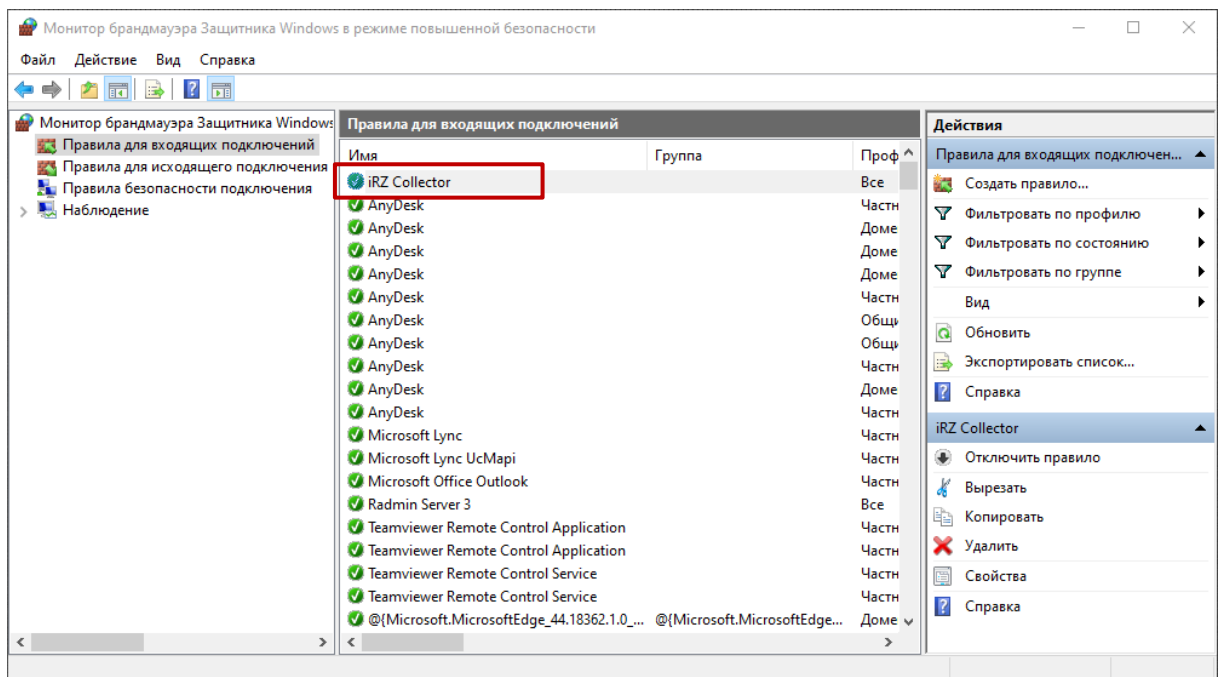 Монитор брандмауэра Защитника Windows в режиме повышенной безопасности
Файл Действие Вид Справка
Монитор брандмауэра Защитника Windows
Правила для входящих подключений
Правила для исходящего подключения
Правила безопасности подключения
Наблюдение
Правила для входящих подключений
Имя Группа Проф
iRZ Collector Все
AnyDesk Частн
AnyDesk Доме
AnyDesk Доме
AnyDesk Доме
AnyDesk Частн
AnyDesk Общи
AnyDesk Общи
AnyDesk Частн
AnyDesk Доме
AnyDesk Частн
Microsoft Lync Частн
Microsoft Lync UcMapi Частн
Microsoft Office Outlook Частн
Radmin Server 3 Все
Teamviewer Remote Control Application Частн
Teamviewer Remote Control Application Частн
Teamviewer Remote Control Service Частн
Teamviewer Remote Control Service Частн
@{Microsoft.MicrosoftEdge_44.18362.1.0_... @{Microsoft.MicrosoftEdge... Доме
Действия
Правила для входящих подключен...
Создать правило...
Фильтровать по профилю
Фильтровать по состоянию
Фильтровать по группе
Вид
Обновить
Экспортировать список...
Справка
iRZ Collector
Отключить правило
Вырезать
Копировать
Удалить
Свойства
Справка